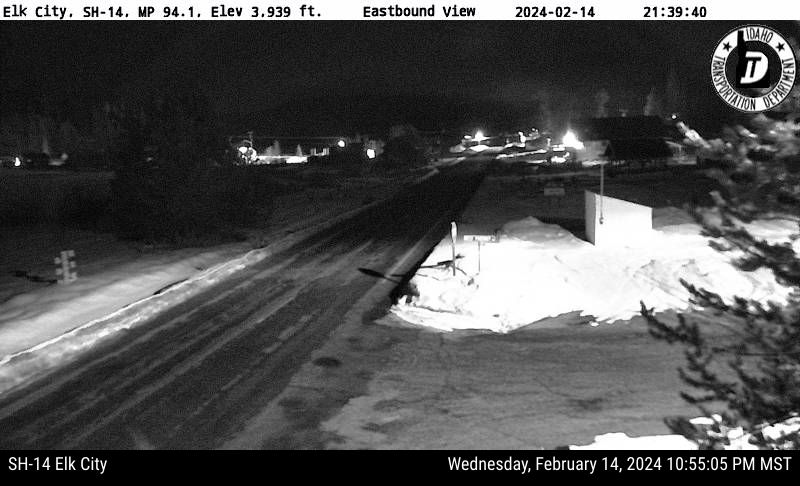 Elk City, SH-14, MP 94.1, Elev 3,939 ft. Eastbound View 2024-02-14 21:39:40
IDAHO
TRANSPORTATION DEPARTMENT
SH-14 Elk City Wednesday, February 14, 2024 10:55:05 PM MST